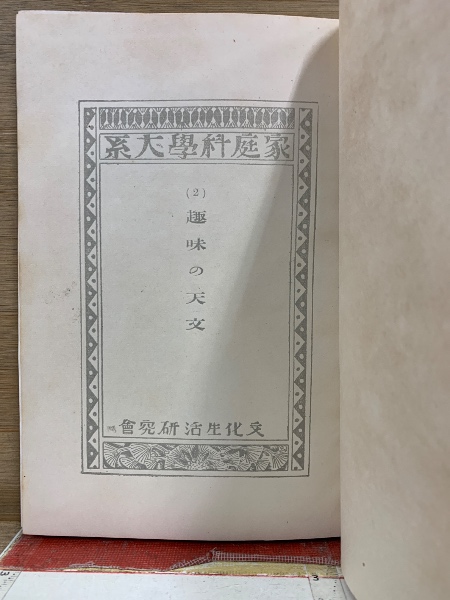 家庭科學大系
(2)
趣味の天文
文化生活研究會
3